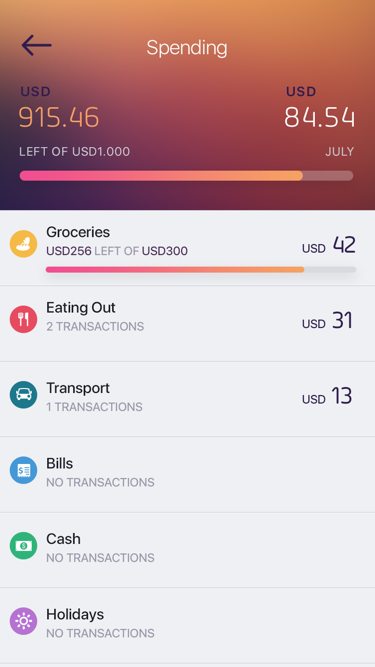 Spending
USD USD
915.46 84.54
LEFT OF USD1.000 JULY
Groceries
USD256 LEFT OF USD300 USD 42
Eating Out
2 TRANSACTIONS USD 31
Transport
1 TRANSACTIONS USD 13
Bills
NO TRANSACTIONS
Cash
NO TRANSACTIONS
Holidays
NO TRANSACTIONS